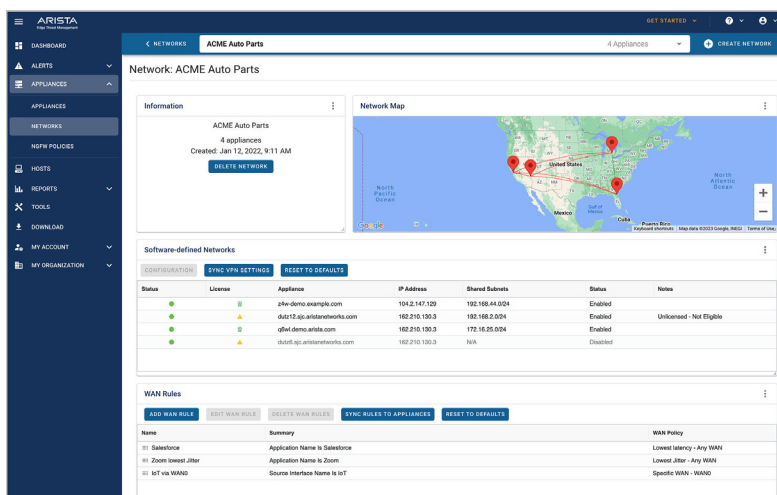 ARISTA
Edge Threat Management
GET STARTED
DASHBOARD
ALERTS
APPLIANCES
APPLIANCES
NETWORKS
NGFW POLICIES
HOSTS
REPORTS
TOOLS
DOWNLOAD
MY ACCOUNT
MY ORGANIZATION
NETWORKS ACME Auto Parts 4 Appliances CREATE NETWORK
Network: ACME Auto Parts
Information
ACME Auto Parts
4 appliances
Created: Jan 12, 2022, 9:11 AM
DELETE NETWORK
Network Map
United States
North Pacific Ocean
North Atlantic Ocean
Gulf of Mexico
Mexico
Cuba
Puerto Rico
Google
Keyboard shortcuts Map data ©2023 Google, INEGI Terms of Use
Software-defined Networks
CONFIGURATION SYNC VPN SETTINGS RESET TO DEFAULTS
Status License Appliance IP Address Shared Subnets Status Notes
z4w-demo.example.com 104.2.147.129 192.168.44.0/24 Enabled
dutz12.sjc.aristanetworks.com 162.210.130.3 192.168.2.0/24 Enabled Unlicensed - Not Eligible
q6wl.demo.arista.com 162.210.130.3 172.16.25.0/24 Enabled
dutz6.sjc.aristanetworks.com 162.210.130.3 N/A Disabled
WAN Rules
ADD WAN RULE EDIT WAN RULE DELETE WAN RULES SYNC RULES TO APPLIANCES RESET TO DEFAULTS
Name Summary WAN Policy
Salesforce Application Name Is Salesforce Lowest latency - Any WAN
Zoom lowest Jitter Application Name Is Zoom Lowest Jitter - Any WAN
IoT via WAN0 Source Interface Name Is IoT Specific WAN - WAN0